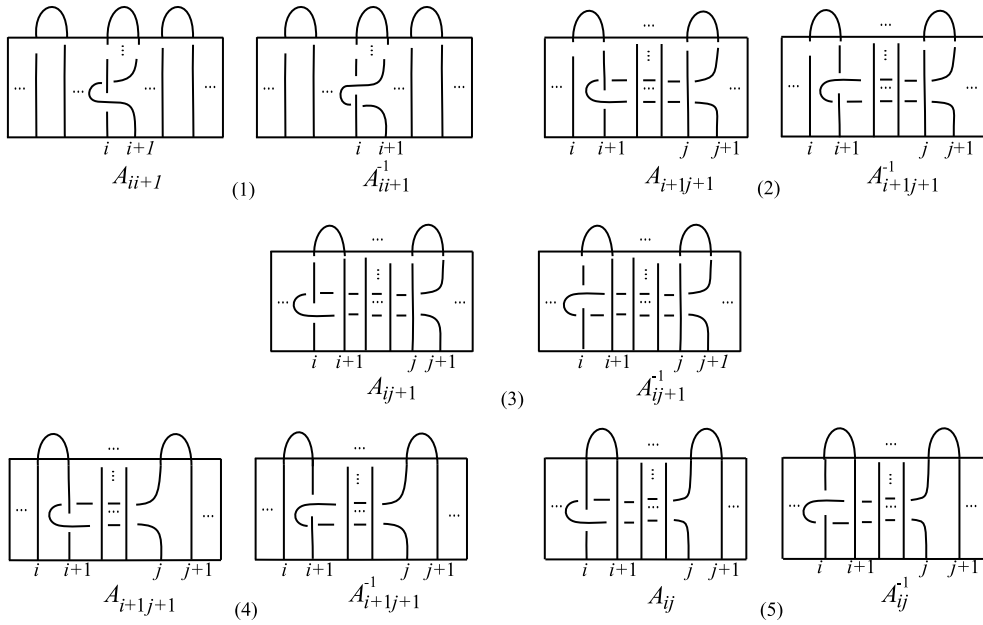 i i+1 i i+1 i i+1 j j+1 i i+1 j j+1
A_{ii+1} (1) A^{-1}_{ii+1} A_{i+1j+1} (2) A^{-1}_{i+1j+1}
i i+1 j j+1 i i+1 j j+1
A_{ij+1} (3) A^{-1}_{ij+1}
i i+1 j j+1 i i+1 j j+1 i i+1 j j+1 i i+1 j j+1
A_{i+1j+1} (4) A^{-1}_{i+1j+1} A_{ij} (5) A^{-1}_{ij}